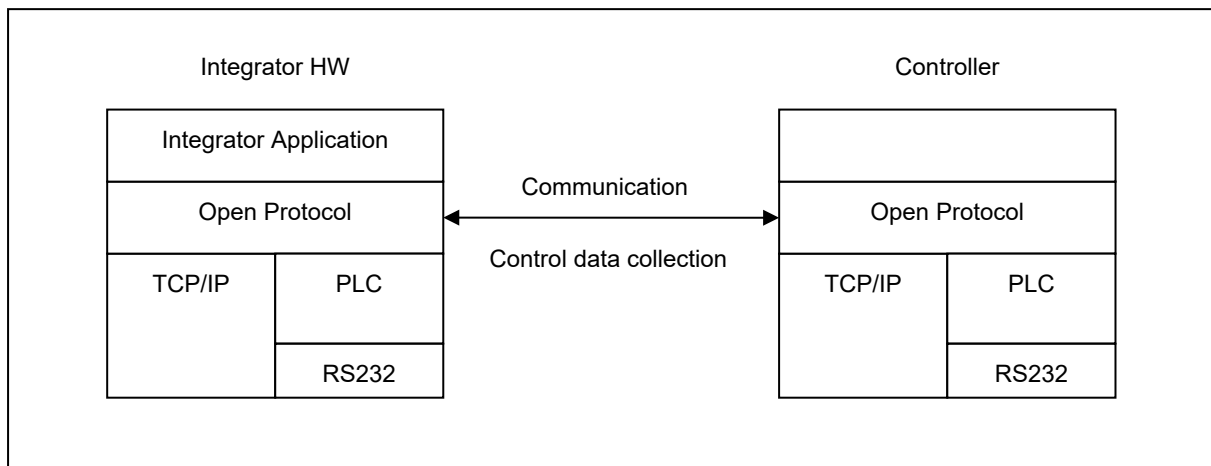 Integrator HW
Controller
Integrator Application
Communication
Open Protocol
Open Protocol
Control data collection
TCP/IP
PLC
TCP/IP
PLC
RS232
RS232